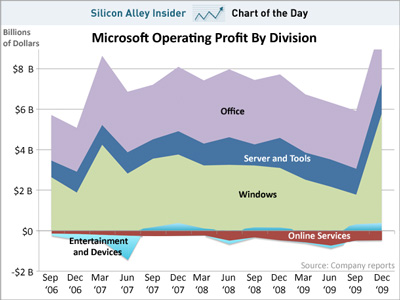 Silicon Alley Insider Chart of the Day
Billions
of Dollars
Microsoft Operating Profit By Division
$8 B
$6 B
$4 B
$2 B
$0
-$2 B
Office
Server and Tools
Windows
Online Services
Entertainment
and Devices
Source: Company reports
Sep Dec Mar Jun Sep Dec Mar Jun Sep Dec Mar Jun Sep Dec
'06 '06 '07 '07 '07 '07 '08 '08 '08 '08 '09 '09 '09 '09